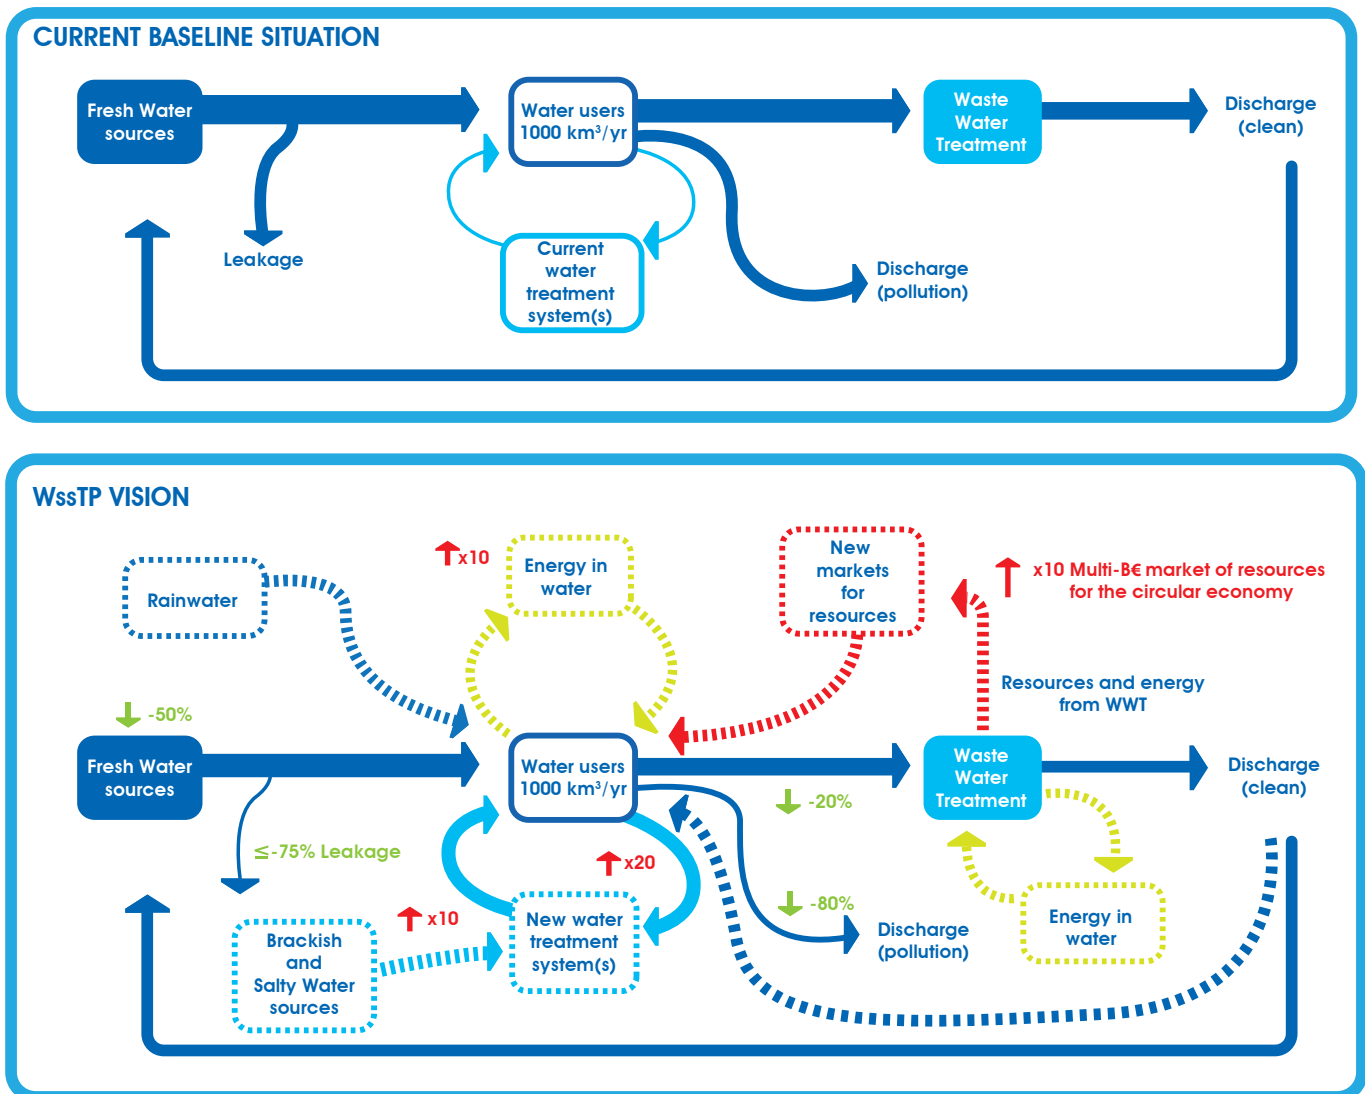 CURRENT BASELINE SITUATION
Fresh Water
sources
Water users
1000 km³/yr
Waste
Water
Treatment
Discharge
(clean)
Leakage
Current
water
treatment
system(s)
Discharge
(pollution)
WssTP VISION
Rainwater
x10
Energy in
water
New
markets
for
resources
x10 Multi-B€ market of resources
for the circular economy
Resources and energy
from WWT
-50%
Fresh Water
sources
Water users
1000 km³/yr
-20%
Waste
Water
Treatment
Discharge
(clean)
≤-75% Leakage
x20
-80%
x10
Brackish
and
Salty Water
sources
New water
treatment
system(s)
Discharge
(pollution)
Energy in
water